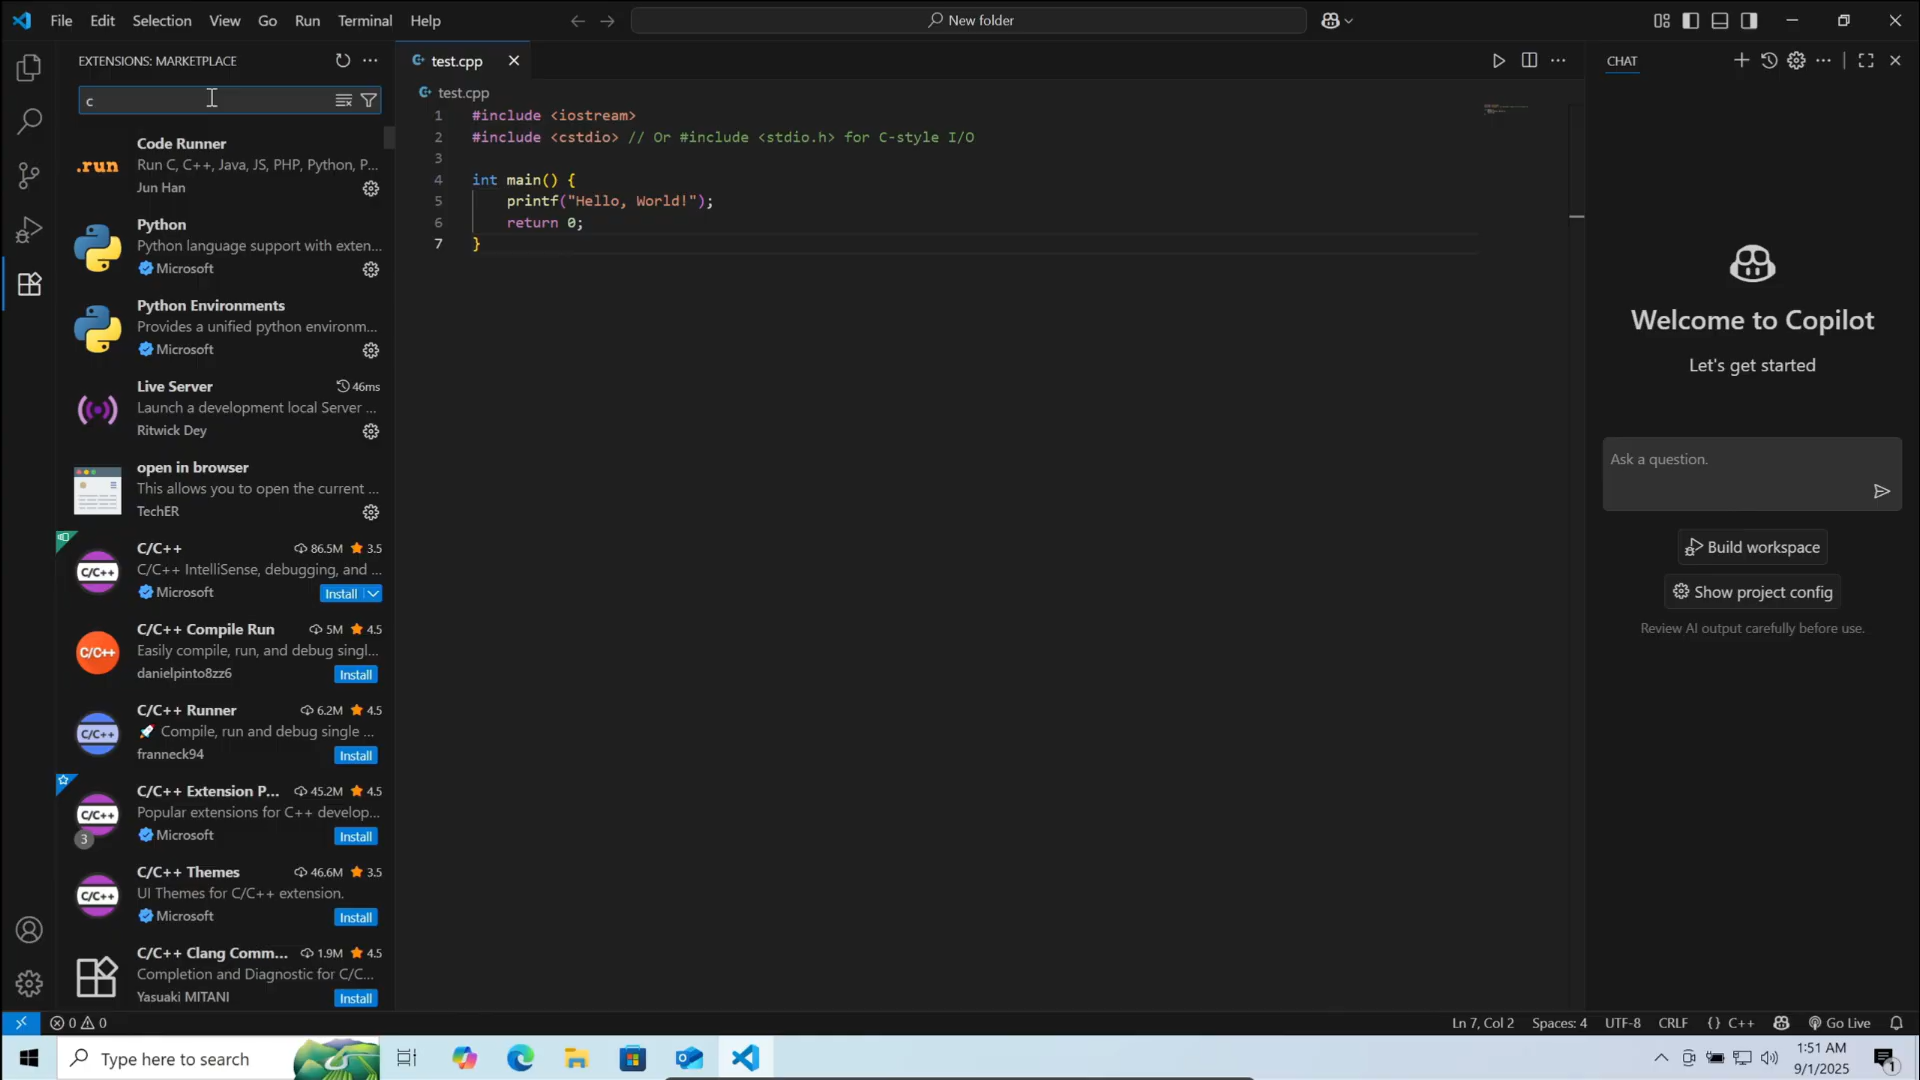 File Edit Selection View Go Run Terminal Help
New folder
EXTENSIONS: MARKETPLACE
c
Code Runner
Run C, C++, Java, JS, PHP, Python, P...
Jun Han
.run
Python
Python language support with exten...
Microsoft
Python Environments
Provides a unified python environm...
Microsoft
Live Server 46ms
Launch a development local Server ...
Ritwick Dey
open in browser
This allows you to open the current ...
TechER
C/C++ 86.5M 3.5
C/C++ IntelliSense, debugging, and ...
Microsoft Install
C/C++
C/C++ Compile Run 5M 4.5
Easily compile, run, and debug singl...
danielpinto8zz6 Install
C/C++
C/C++ Runner 6.2M 4.5
🚀 Compile, run and debug single ...
franneck94 Install
C/C++
C/C++ Extension P... 45.2M 4.5
Popular extensions for C++ develop...
Microsoft Install
C/C++
3
C/C++ Themes 46.6M 3.5
UI Themes for C/C++ extension.
Microsoft Install
C/C++
C/C++ Clang Comm... 1.9M 4.5
Completion and Diagnostic for C/C...
Yasuaki MITANI Install
test.cpp
test.cpp
1 #include <iostream>
2 #include <cstdio> // Or #include <stdio.h> for C-style I/O
3
4 int main() {
5 printf("Hello, World!");
6 return 0;
7 }
CHAT
Welcome to Copilot
Let's get started
Ask a question.
Build workspace
Show project config
Review AI output carefully before use.
0 0
Ln 7, Col 2 Spaces: 4 UTF-8 CRLF {} C++ Go Live
Type here to search
1:51 AM
9/1/2025
1